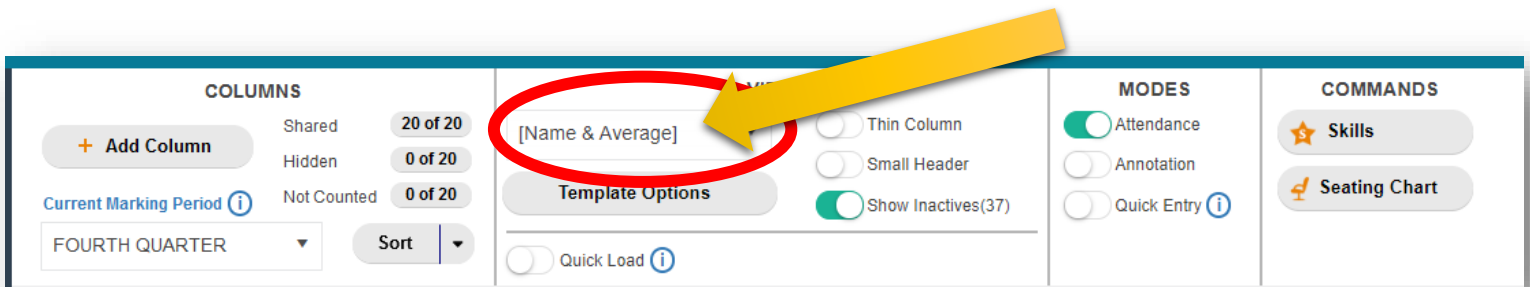 COLUMNS
+ Add Column
Shared 20 of 20
Hidden 0 of 20
Not Counted 0 of 20
Current Marking Period i
FOURTH QUARTER
Sort
[Name & Average]
Template Options
Thin Column
Small Header
Show Inactives(37)
Quick Load i
MODES
Attendance
Annotation
Quick Entry i
COMMANDS
S Skills
Seating Chart